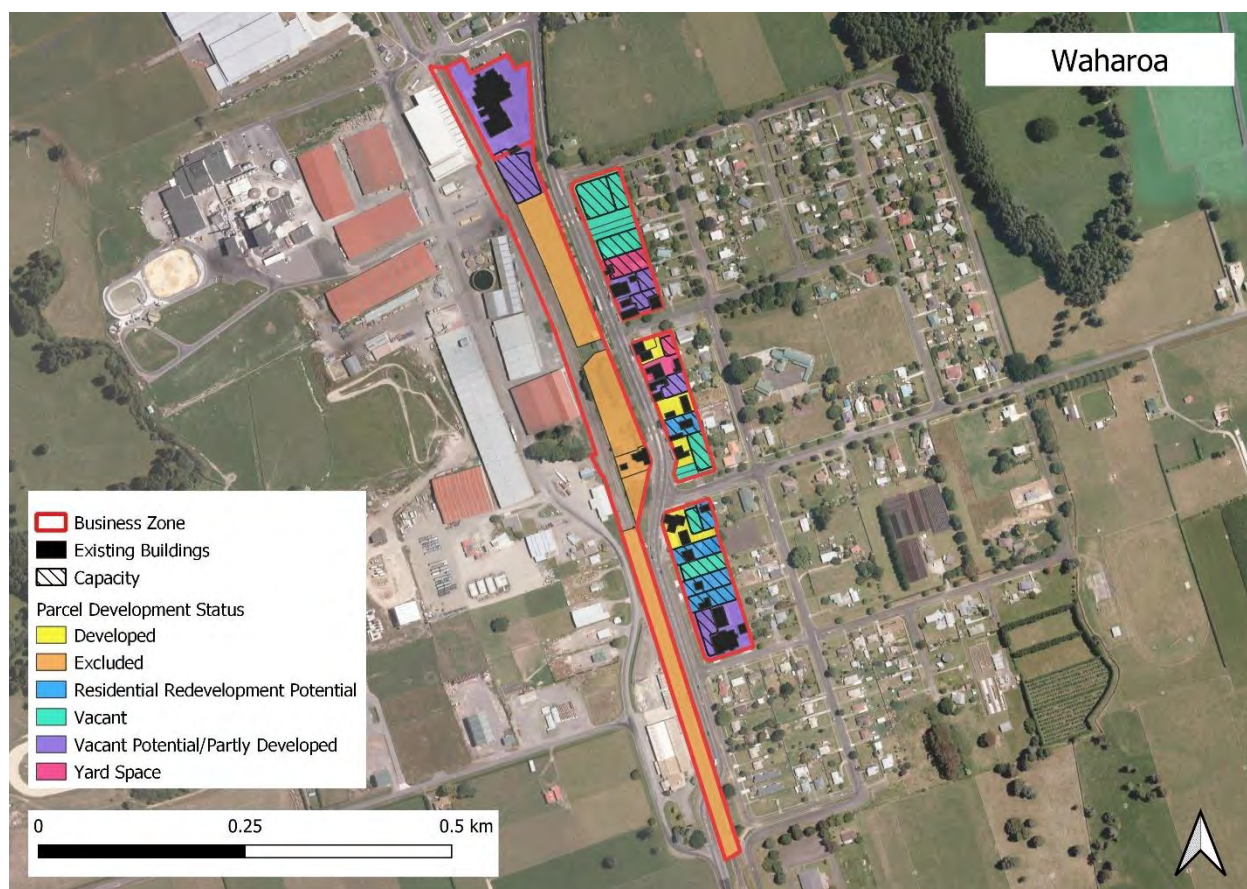 Waharoa
Business Zone
Existing Buildings
Capacity
Parcel Development Status
Developed
Excluded
Residential Redevelopment Potential
Vacant
Vacant Potential/Partly Developed
Yard Space
0 0.25 0.5 km